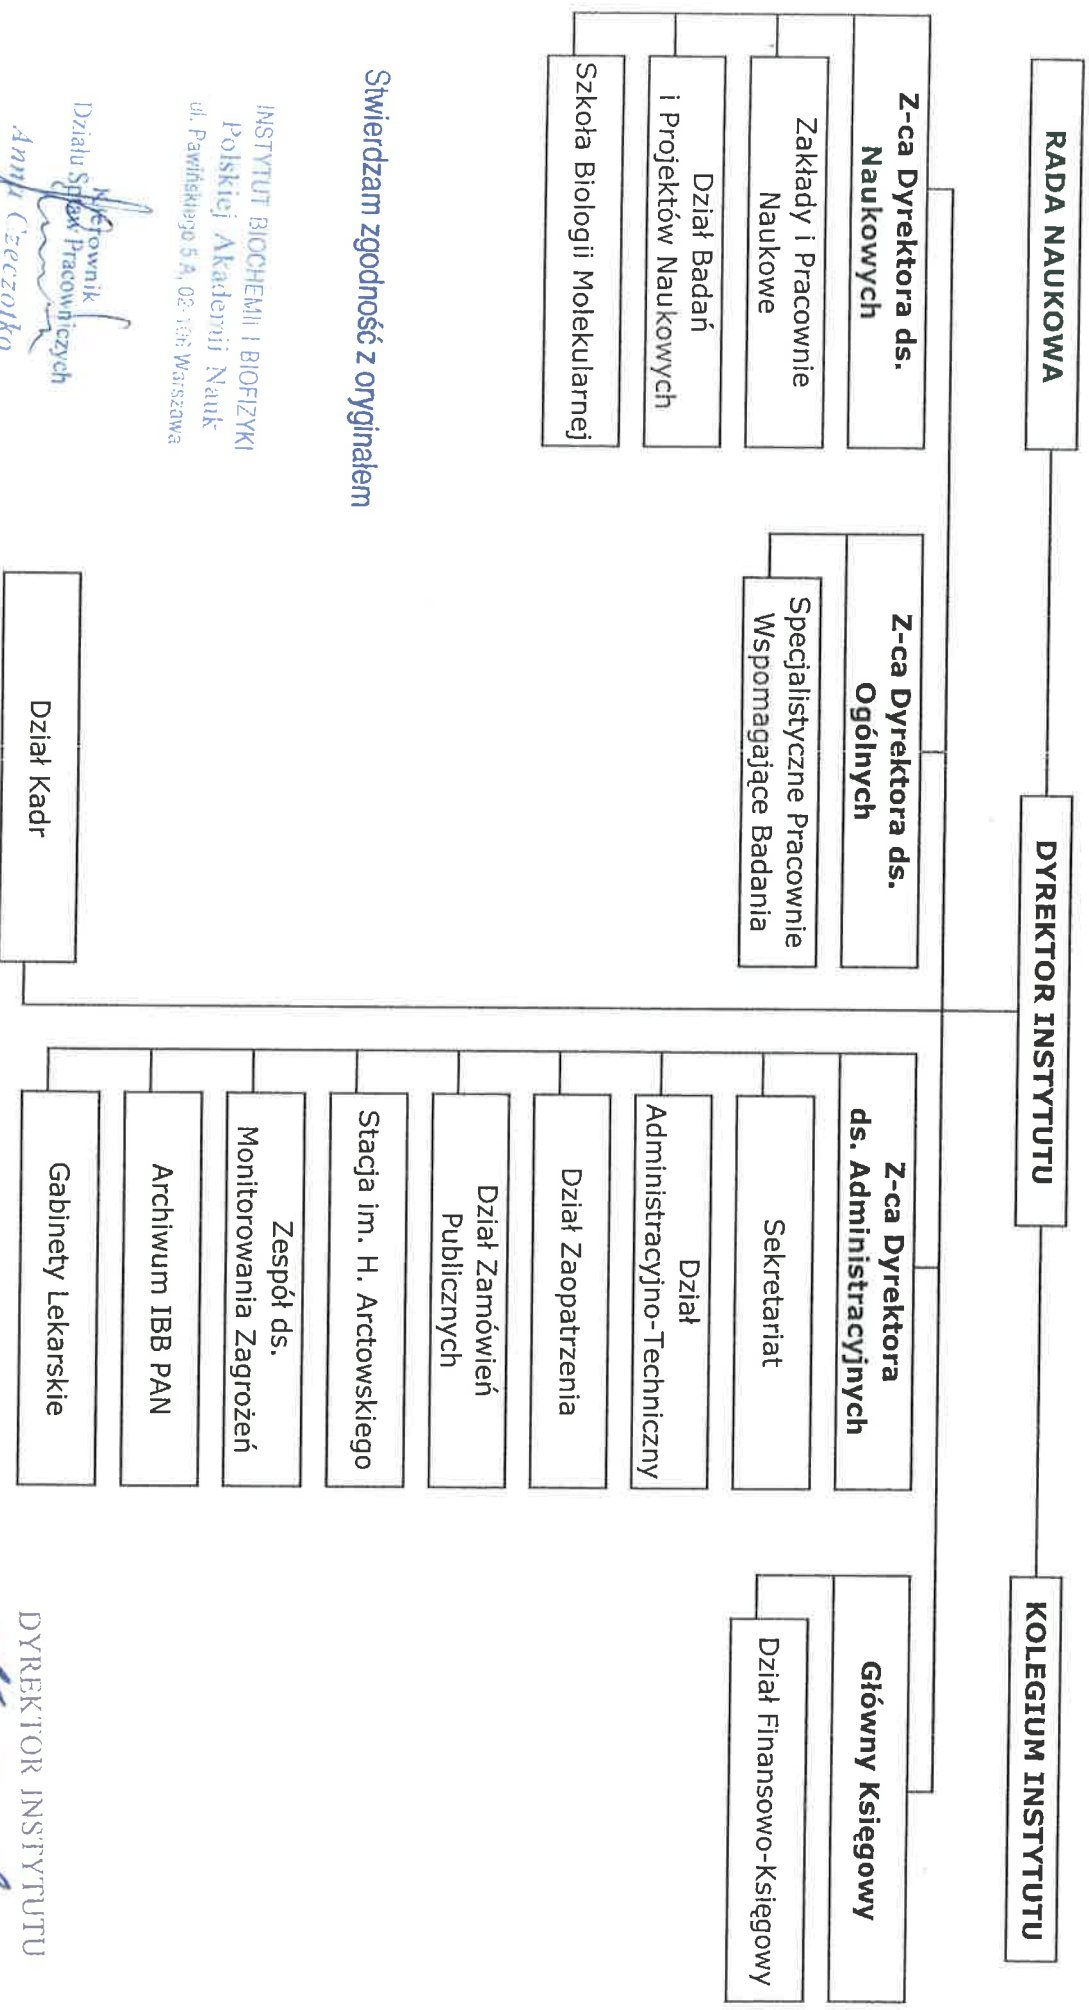 RADA NAUKOWA
DYREKTOR INSTYTUTU
KOLEGIUM INSTYTUTU
Z-ca Dyrektora ds.
Naukowych
Zakłady i Pracownie
Naukowe
Dział Badań
i Projektów Naukowych
Szkoła Biologii Molekularnej
Z-ca Dyrektora ds.
Ogólnych
Specjalistyczne Pracownie
Wspomagające Badania
Z-ca Dyrektora
ds. Administracyjnych
Sekretariat
Dział
Administracyjno-Techniczny
Dział Zaopatrzenia
Dział Zamówień
Publicznych
Stacja im. H. Arctowskiego
Zespół ds.
Monitorowania Zagrożeń
Archiwum IBB PAN
Gabinety Lekarskie
Główny Księgowy
Dział Finansowo-Księgowy
Dział Kadr
Stwierdzam zgodność z oryginałem
INSTYTUT BIOCHEMII I BIOFIZYKI
Polskiej Akademii Nauk
ul. Pawińskiego 5 A, 02-106 Warszawa
Kierownik
Działu Spraw Pracowniczych
Anna Czeczotko
DYREKTOR INSTYTUTU